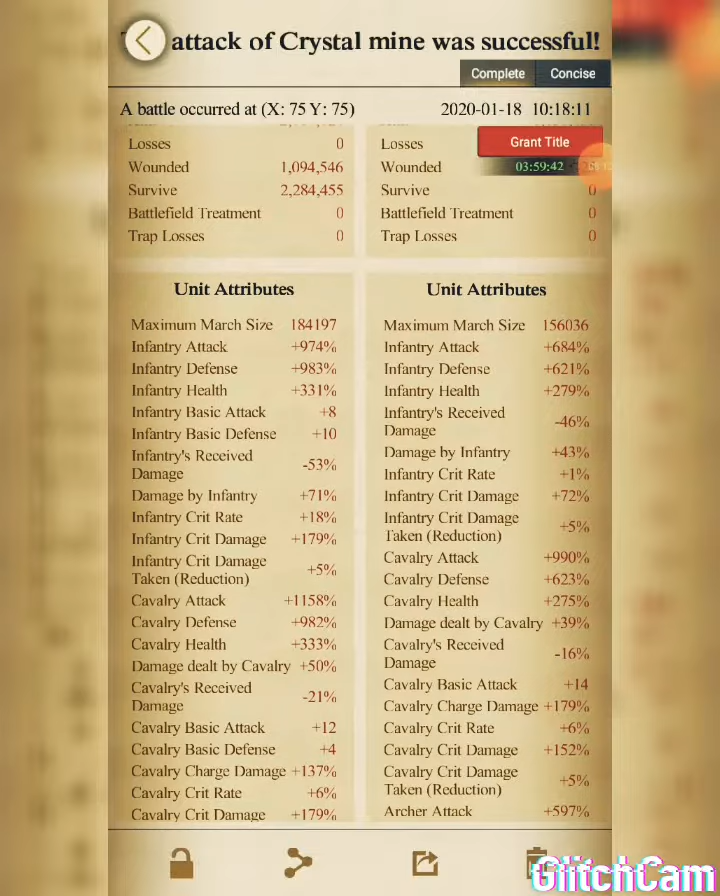 attack of Crystal mine was successful!
Complete Concise
A battle occurred at (X: 75 Y: 75) 2020-01-18 10:18:11
Losses 0
Wounded 1,094,546
Survive 2,284,455
Battlefield Treatment 0
Trap Losses 0
Losses
Grant Title
Wounded
03:59:42
Survive 0
Battlefield Treatment 0
Trap Losses 0
Unit Attributes
Maximum March Size 184197
Infantry Attack +974%
Infantry Defense +983%
Infantry Health +331%
Infantry Basic Attack +8
Infantry Basic Defense +10
Infantry's Received
Damage -53%
Damage by Infantry +71%
Infantry Crit Rate +18%
Infantry Crit Damage +179%
Infantry Crit Damage
Taken (Reduction) +5%
Cavalry Attack +1158%
Cavalry Defense +982%
Cavalry Health +333%
Damage dealt by Cavalry +50%
Cavalry's Received
Damage -21%
Cavalry Basic Attack +12
Cavalry Basic Defense +4
Cavalry Charge Damage +137%
Cavalry Crit Rate +6%
Cavalry Crit Damage +179%
Unit Attributes
Maximum March Size 156036
Infantry Attack +684%
Infantry Defense +621%
Infantry Health +279%
Infantry's Received
Damage -46%
Damage by Infantry +43%
Infantry Crit Rate +1%
Infantry Crit Damage +72%
Infantry Crit Damage
Taken (Reduction) +5%
Cavalry Attack +990%
Cavalry Defense +623%
Cavalry Health +275%
Damage dealt by Cavalry +39%
Cavalry's Received
Damage -16%
Cavalry Basic Attack +14
Cavalry Charge Damage +179%
Cavalry Crit Rate +6%
Cavalry Crit Damage +152%
Cavalry Crit Damage
Taken (Reduction) +5%
Archer Attack +597%
GlitchCam